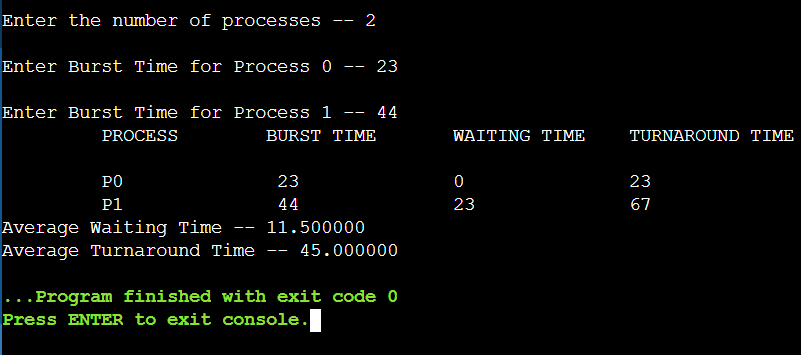 Enter the number of processes -- 2
Enter Burst Time for Process 0 -- 23
Enter Burst Time for Process 1 -- 44
PROCESS BURST TIME WAITING TIME TURNAROUND TIME
P0 23 0 23
P1 44 23 67
Average Waiting Time -- 11.500000
Average Turnaround Time -- 45.000000
...Program finished with exit code 0
Press ENTER to exit console.